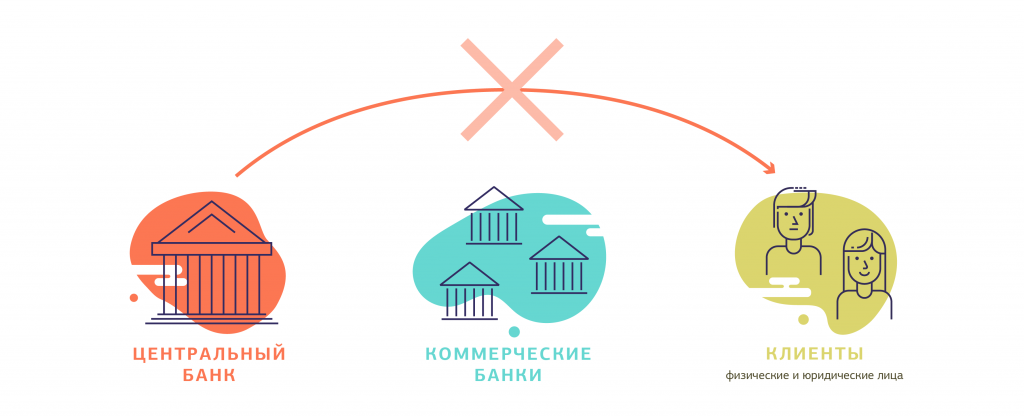 ЦЕНТРАЛЬНЫЙ
БАНК
КОММЕРЧЕСКИЕ
БАНКИ
КЛИЕНТЫ
физические и юридические лица